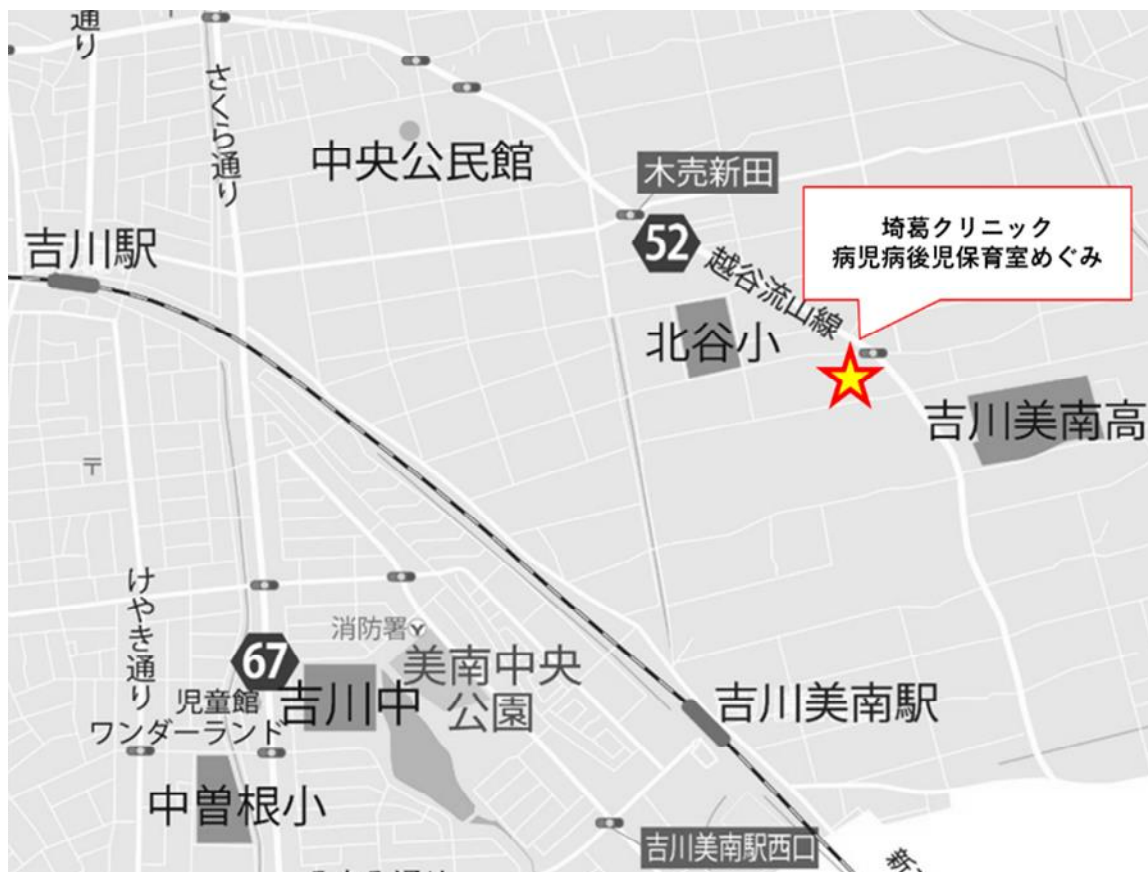 通り
さくら通り
中央公民館
木売新田
52
越谷流山線
埼葛クリニック
病児病後児保育室めぐみ
吉川駅
北谷小
吉川美南高
〒
けやき通り
消防署
美南中央
公園
67
児童館
ワンダーランド
吉川中
吉川美南駅
中曽根小
吉川美南駅西口